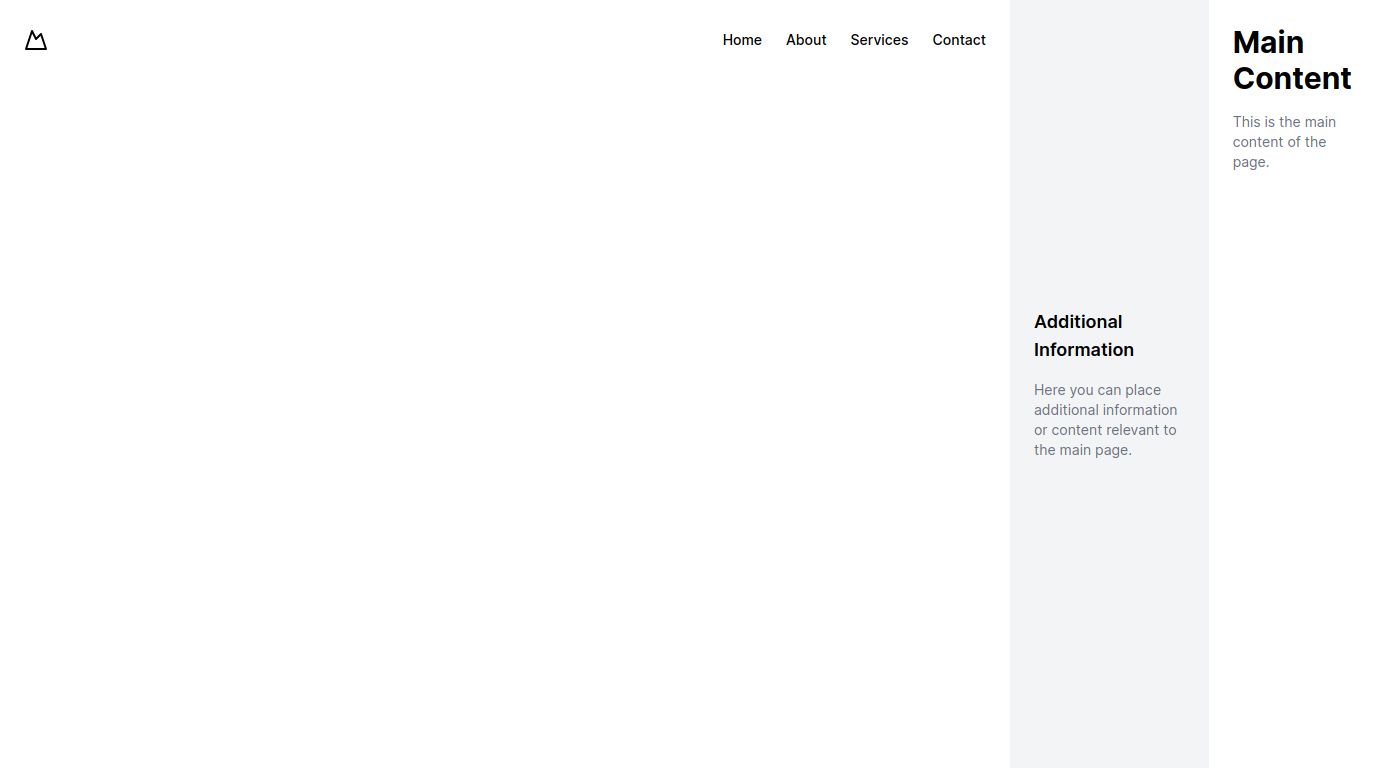 Home About Services Contact
Additional
Information
Here you can place
additional information
or content relevant to
the main page.
Main
Content
This is the main
content of the
page.